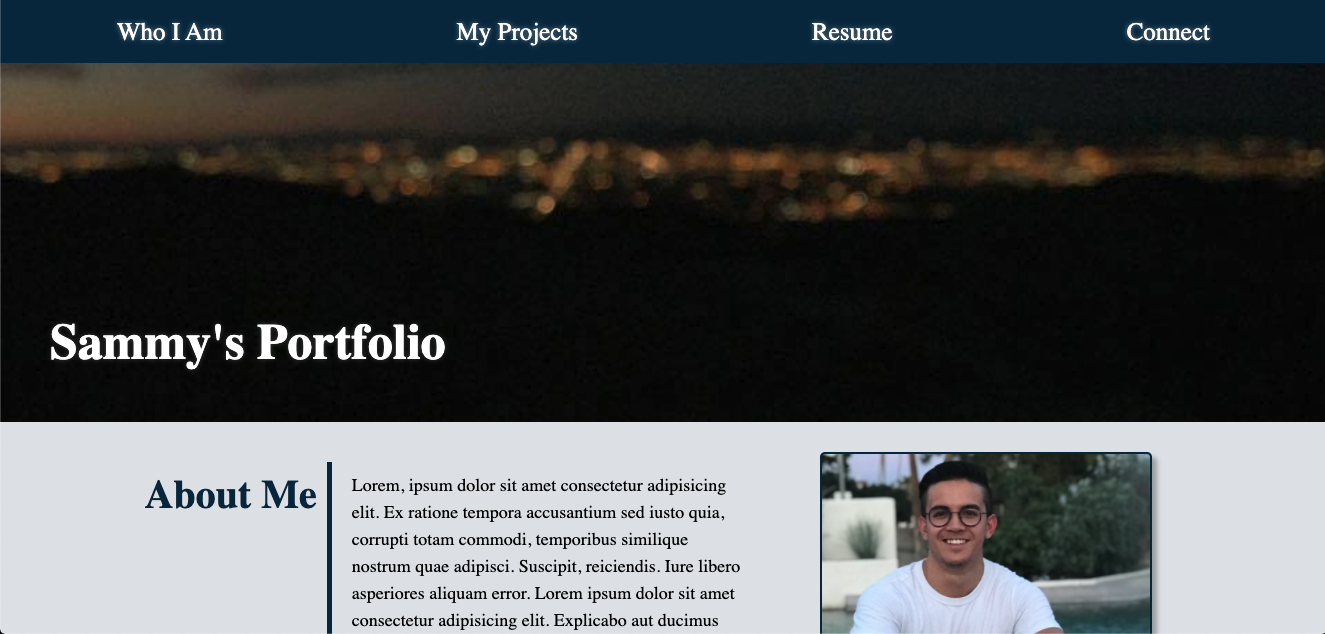 Who I Am My Projects Resume Connect
Sammy's Portfolio
About Me
Lorem, ipsum dolor sit amet consectetur adipisicing
elit. Ex ratione tempora accusantium sed iusto quia,
corrupti totam commodi, temporibus similique
nostrum quae adipisci. Suscipit, reiciendis. Iure libero
asperiores aliquam error. Lorem ipsum dolor sit amet
consectetur adipisicing elit. Explicabo aut ducimus